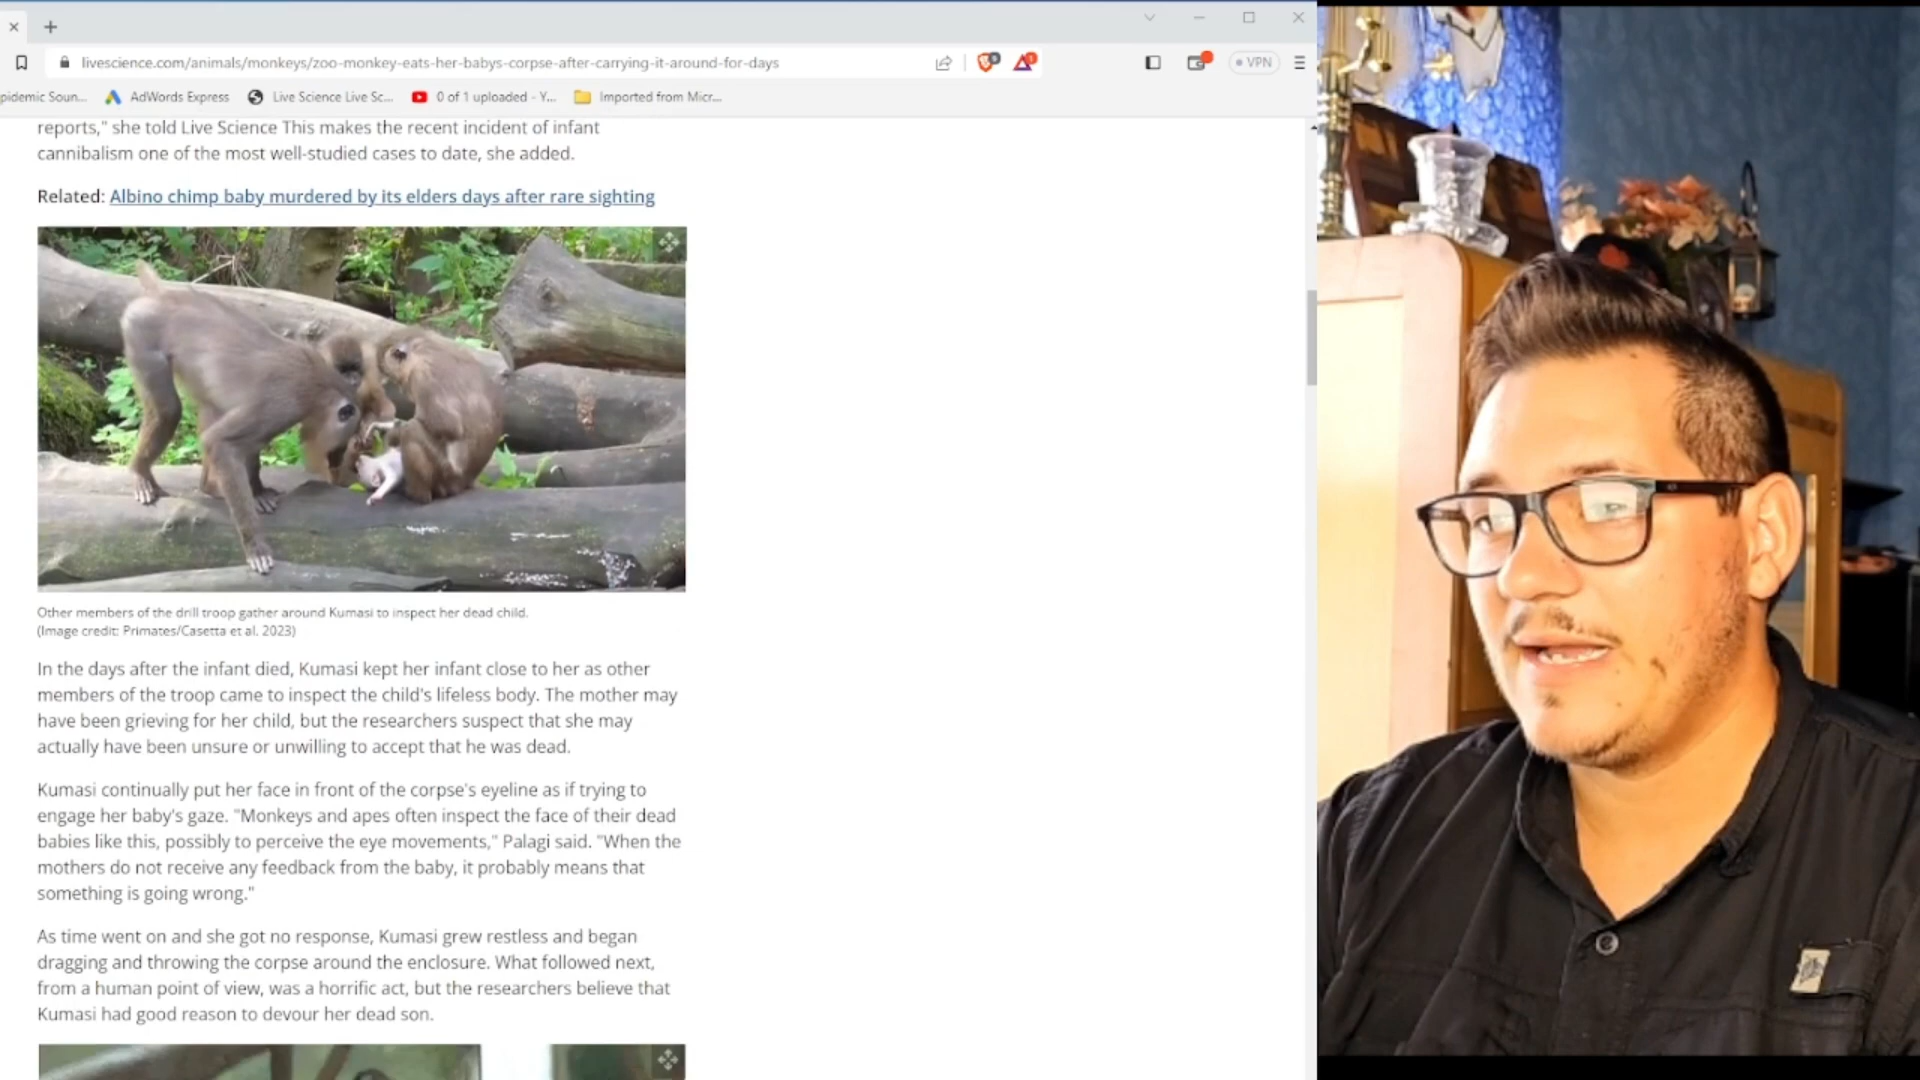 livescience.com/animals/monkeys/zoo-monkey-eats-her-babys-corpse-after-carrying-it-around-for-days
VPN
pidemic Soun... AdWords Express Live Science Live Sc... 0 of 1 uploaded - Y... Imported from Micr...
reports," she told Live Science This makes the recent incident of infant
cannibalism one of the most well-studied cases to date, she added.
Related: Albino chimp baby murdered by its elders days after rare sighting
Other members of the drill troop gather around Kumasi to inspect her dead child.
(Image credit: Primates/Casetta et al. 2023)
In the days after the infant died, Kumasi kept her infant close to her as other
members of the troop came to inspect the child's lifeless body. The mother may
have been grieving for her child, but the researchers suspect that she may
actually have been unsure or unwilling to accept that he was dead.
Kumasi continually put her face in front of the corpse's eyeline as if trying to
engage her baby's gaze. "Monkeys and apes often inspect the face of their dead
babies like this, possibly to perceive the eye movements," Palagi said. "When the
mothers do not receive any feedback from the baby, it probably means that
something is going wrong."
As time went on and she got no response, Kumasi grew restless and began
dragging and throwing the corpse around the enclosure. What followed next,
from a human point of view, was a horrific act, but the researchers believe that
Kumasi had good reason to devour her dead son.